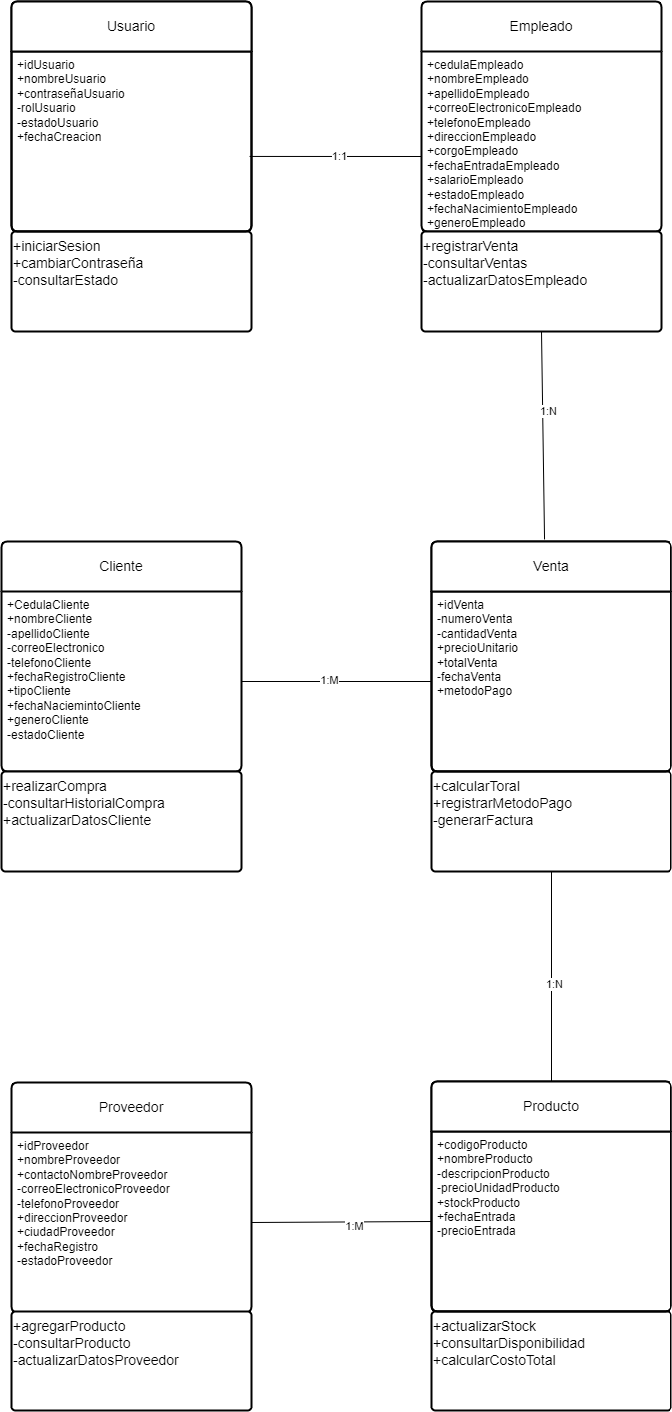 Usuario
+idUsuario
+nombreUsuario
+contraseñaUsuario
-rolUsuario
-estadoUsuario
+fechaCreacion
+iniciarSesion
+cambiarContraseña
-consultarEstado
1:1
Empleado
+cedulaEmpleado
+nombreEmpleado
+apellidoEmpleado
+correoElectronicoEmpleado
+telefonoEmpleado
+direccionEmpleado
+corgoEmpleado
+fechaEntradaEmpleado
+salarioEmpleado
+estadoEmpleado
+fechaNacimientoEmpleado
+generoEmpleado
+registrarVenta
-consultarVentas
-actualizarDatosEmpleado
1:N
Cliente
+CedulaCliente
+nombreCliente
-apellidoCliente
-correoElectronico
-telefonoCliente
+fechaRegistroCliente
+tipoCliente
+fechaNaciemintoCliente
+generoCliente
-estadoCliente
+realizarCompra
-consultarHistorialCompra
+actualizarDatosCliente
1:M
Venta
+idVenta
-numeroVenta
-cantidadVenta
+precioUnitario
+totalVenta
-fechaVenta
+metodoPago
+calcularToral
+registrarMetodoPago
-generarFactura
1:N
Proveedor
+idProveedor
+nombreProveedor
+contactoNombreProveedor
-correoElectronicoProveedor
-telefonoProveedor
+direccionProveedor
+ciudadProveedor
+fechaRegistro
-estadoProveedor
+agregarProducto
-consultarProducto
-actualizarDatosProveedor
1:M
Producto
+codigoProducto
+nombreProducto
-descripcionProducto
-precioUnidadProducto
+stockProducto
+fechaEntrada
-precioEntrada
+actualizarStock
+consultarDisponibilidad
+calcularCostoTotal